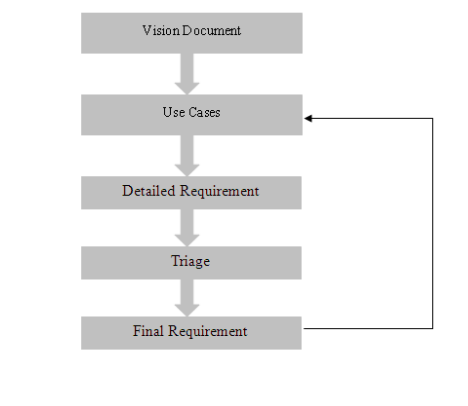 Vision Document
Use Cases
Detailed Requirement
Triage
Final Requirement